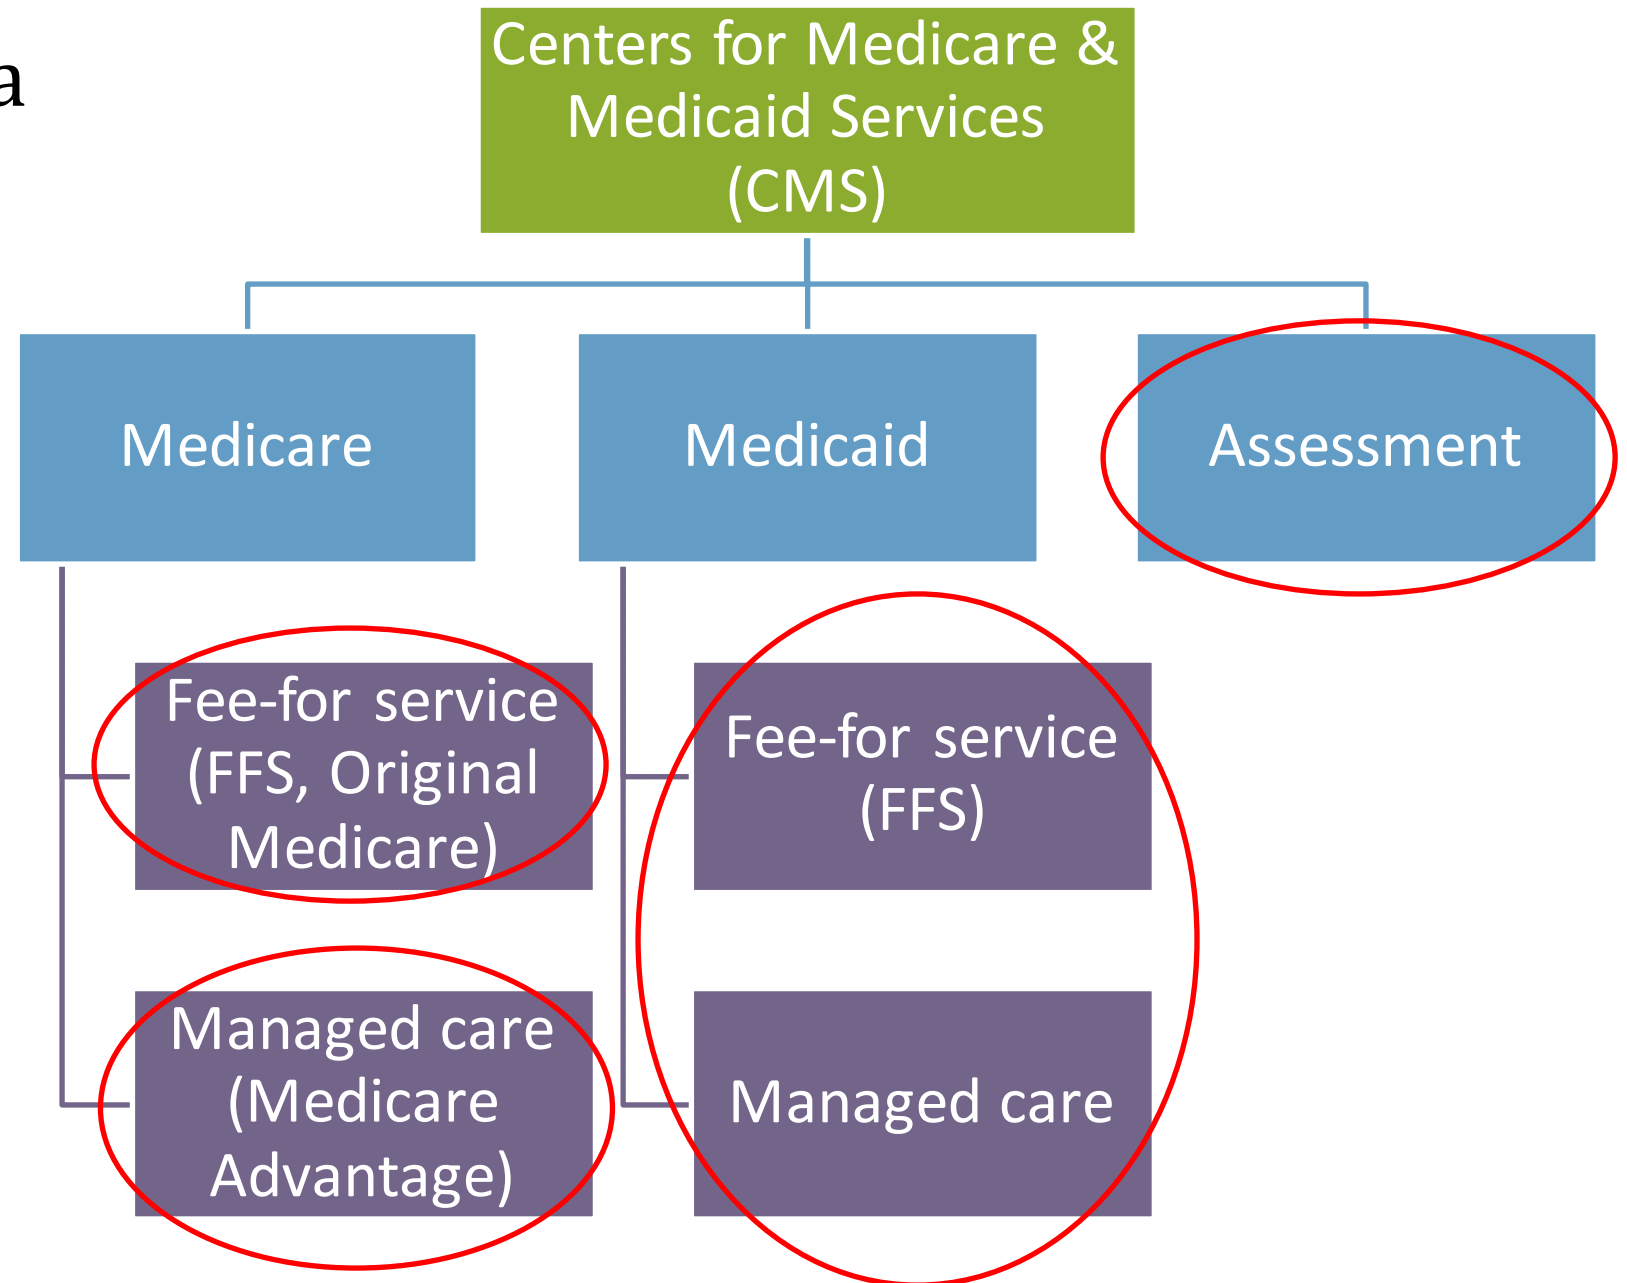 a
Centers for Medicare &
Medicaid Services
(CMS)
Medicare
Medicaid
Assessment
Fee-for service
(FFS, Original
Medicare)
Fee-for service
(FFS)
Managed care
(Medicare
Advantage)
Managed care